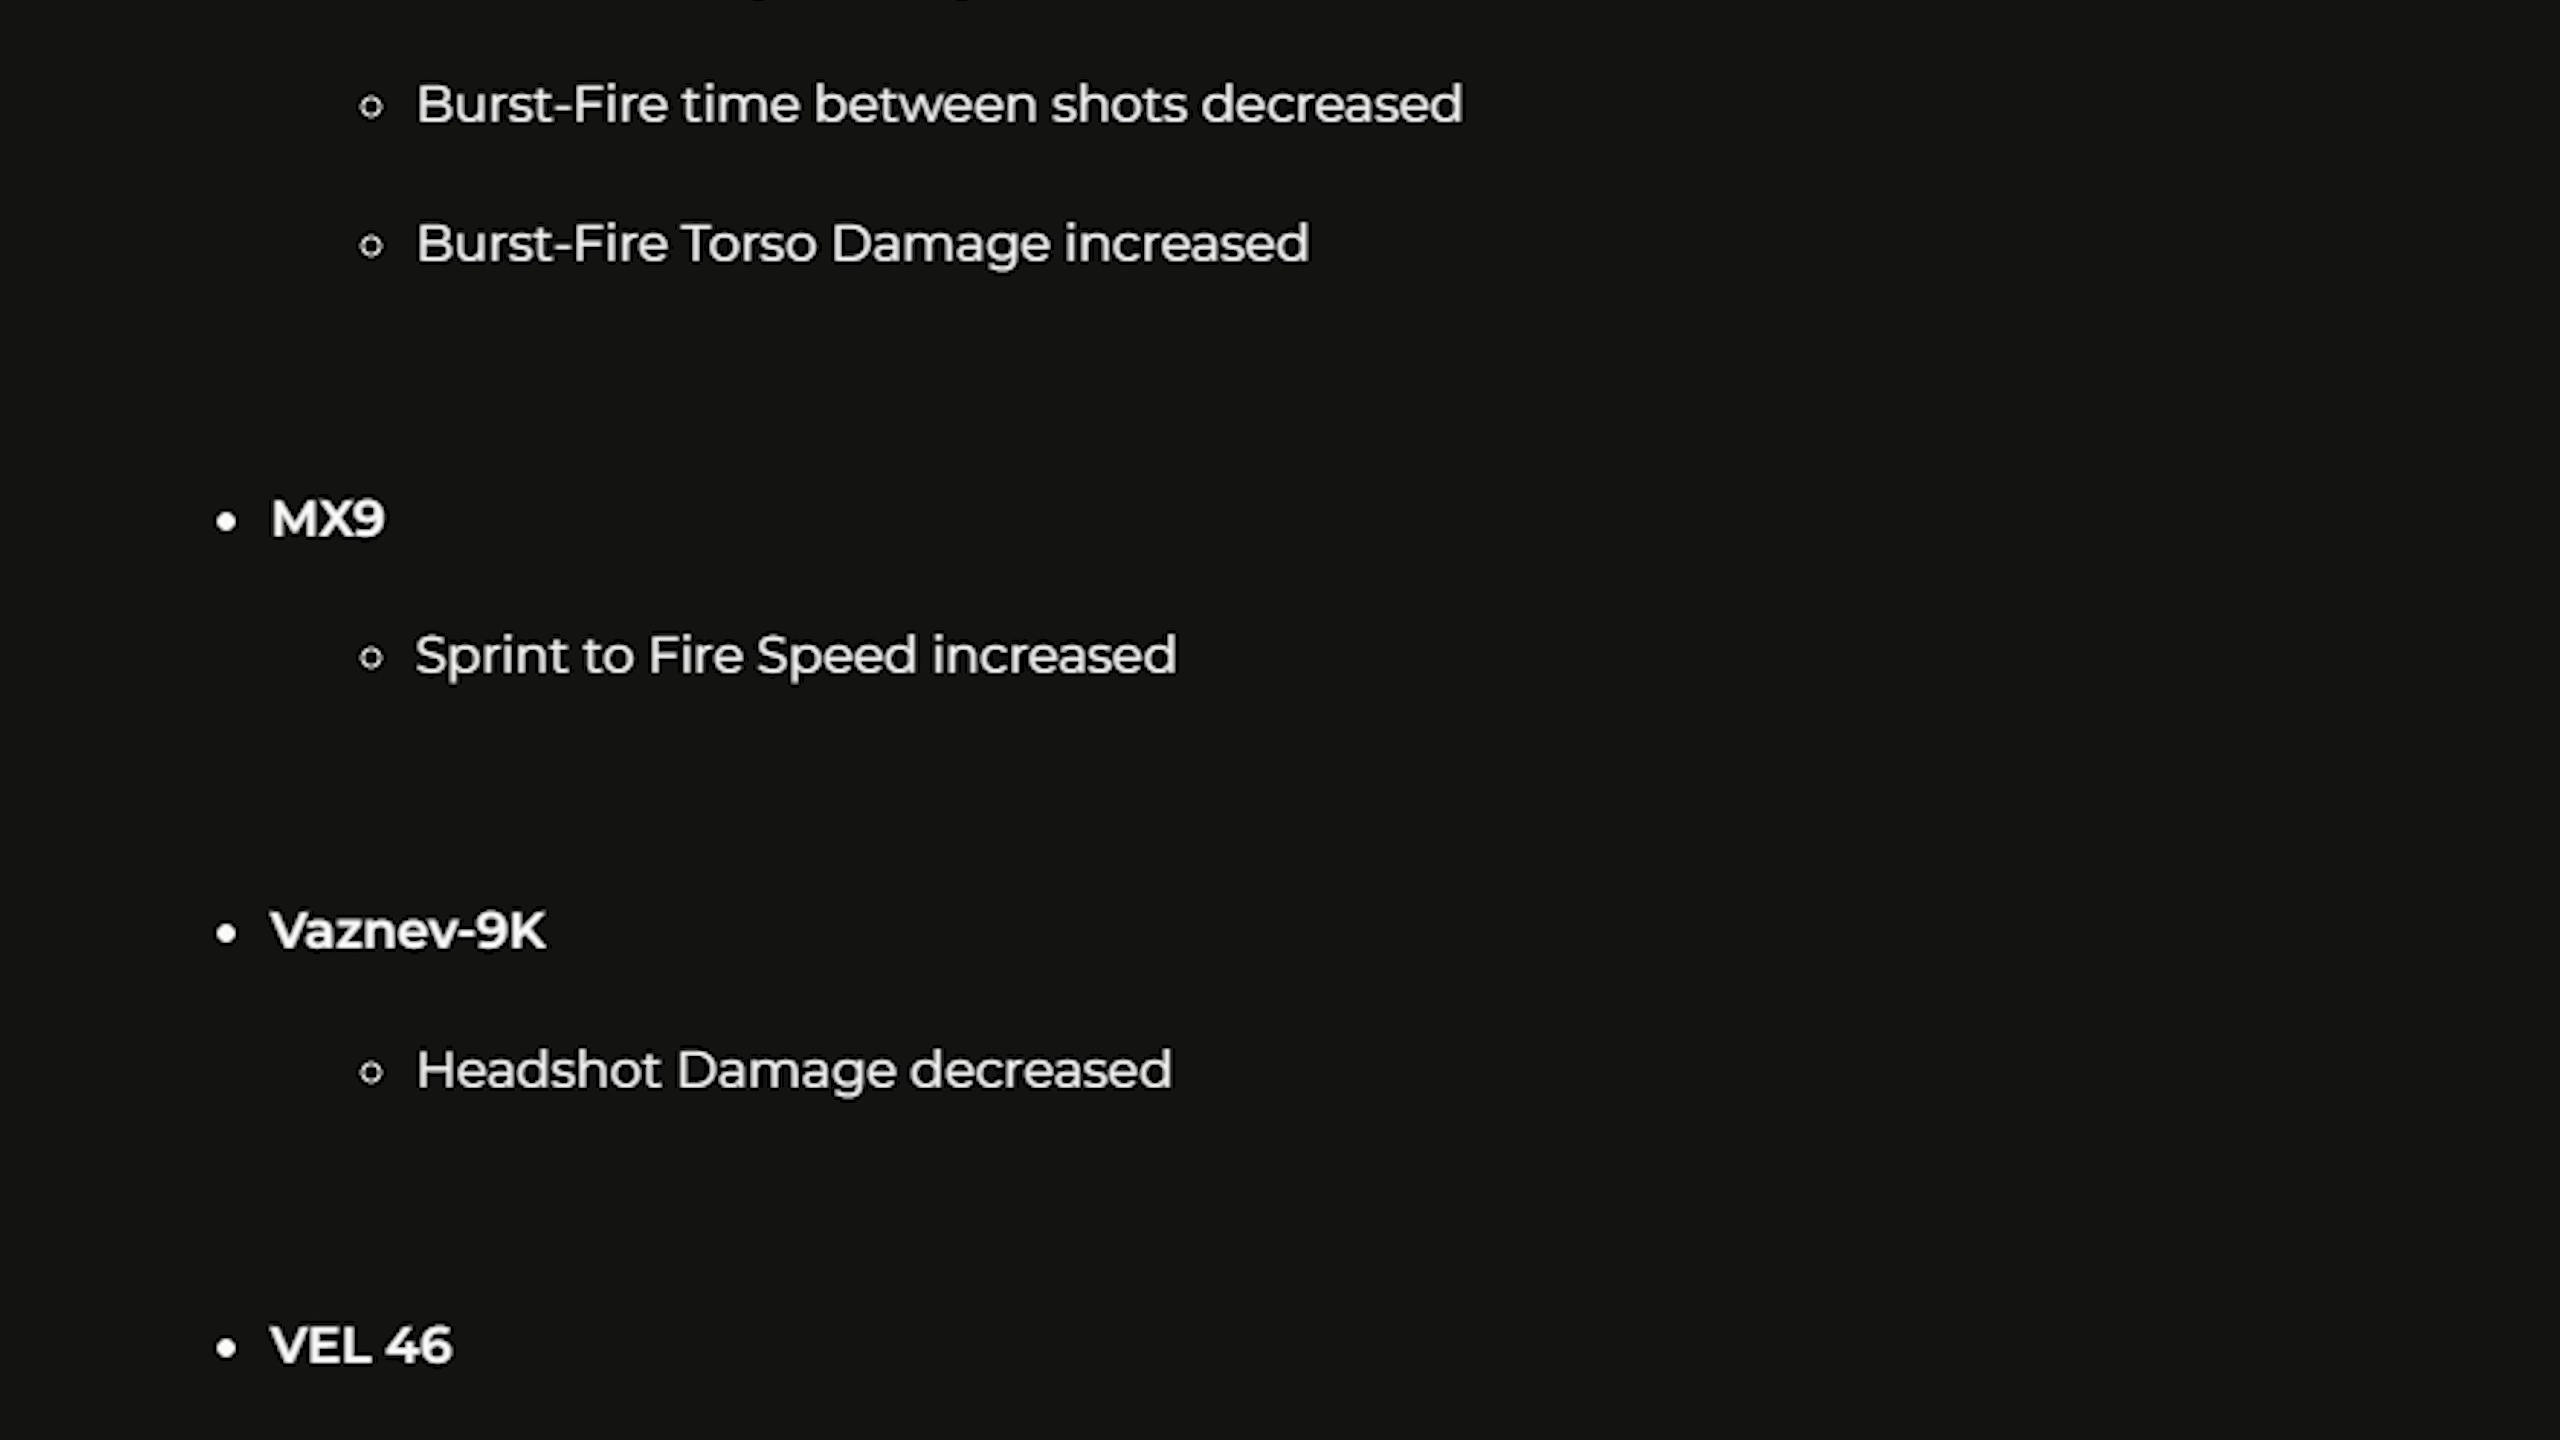 Burst-Fire time between shots decreased
Burst-Fire Torso Damage increased
MX9
Sprint to Fire Speed increased
Vaznev-9K
Headshot Damage decreased
VEL 46